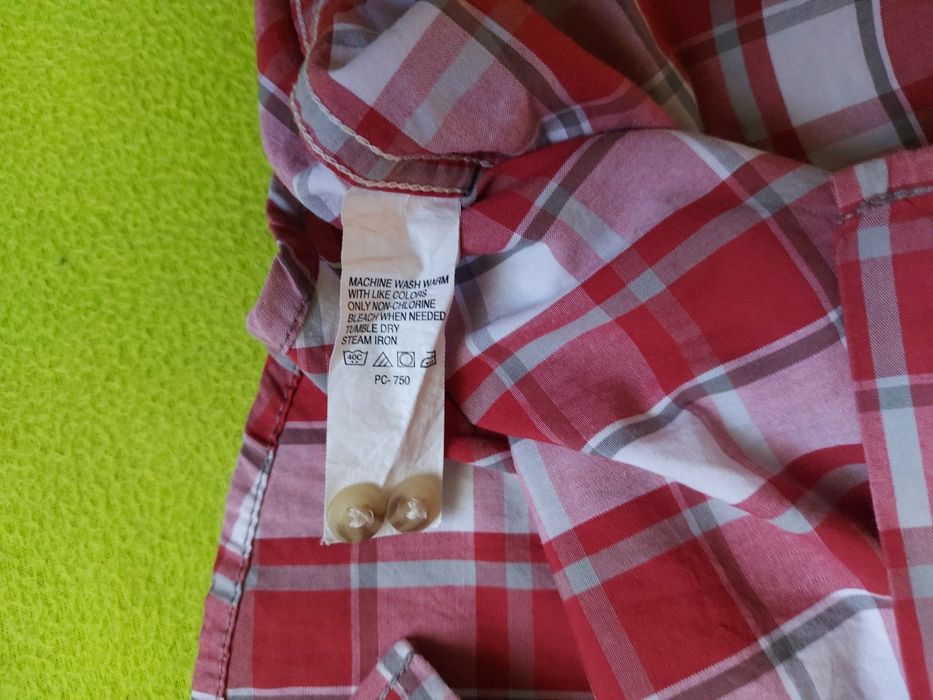 MACHINE WASH WARM
WITH LIKE COLORS
ONLY NON-CHLORINE
BLEACH WHEN NEEDED
TUMBLE DRY
STEAM IRON
40C
PC-750